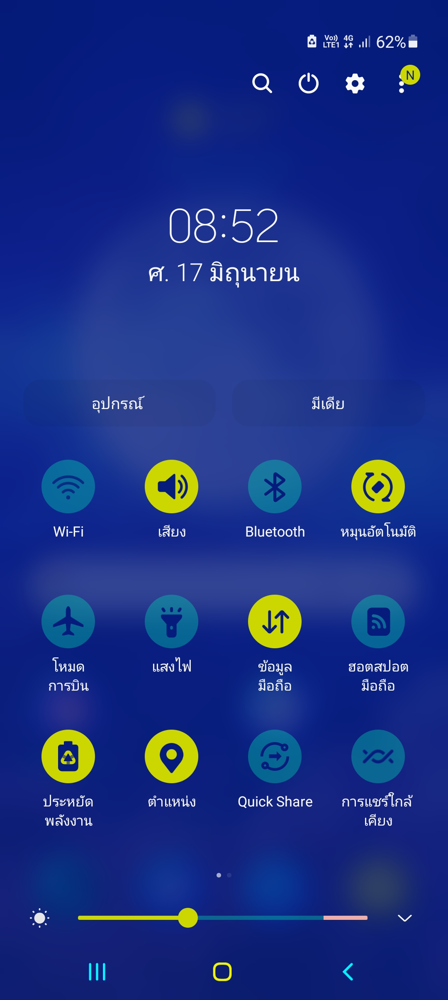 Vo)) LTE1 4G 62%
N
08:52
ศ. 17 มิถุนายน
อุปกรณ์
มีเดีย
Wi-Fi
เสียง
Bluetooth
หมุนอัตโนมัติ
โหมด
การบิน
แสงไฟ
ข้อมูล
มือถือ
ฮอตสปอต
มือถือ
ประหยัด
พลังงาน
ตำแหน่ง
Quick Share
การแชร์ใกล้
เคียง